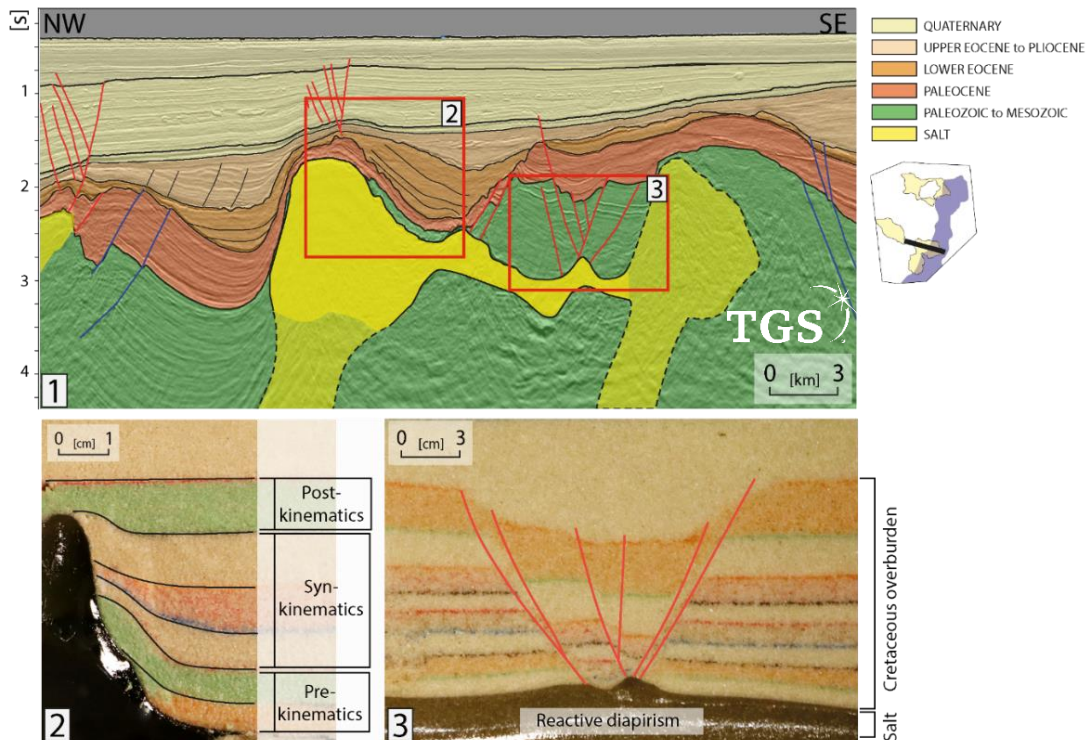 [s]
NW
SE
1
2
3
4
2
3
1
TGS
0 [km] 3
QUATERNARY
UPPER EOCENE to PLIOCENE
LOWER EOCENE
PALEOCENE
PALEOZOIC to MESOZOIC
SALT
0 [cm] 1
Post-
kinematics
Syn-
kinematics
Pre-
kinematics
2
0 [cm] 3
Reactive diapirism
3
Cretaceous overburden
Salt